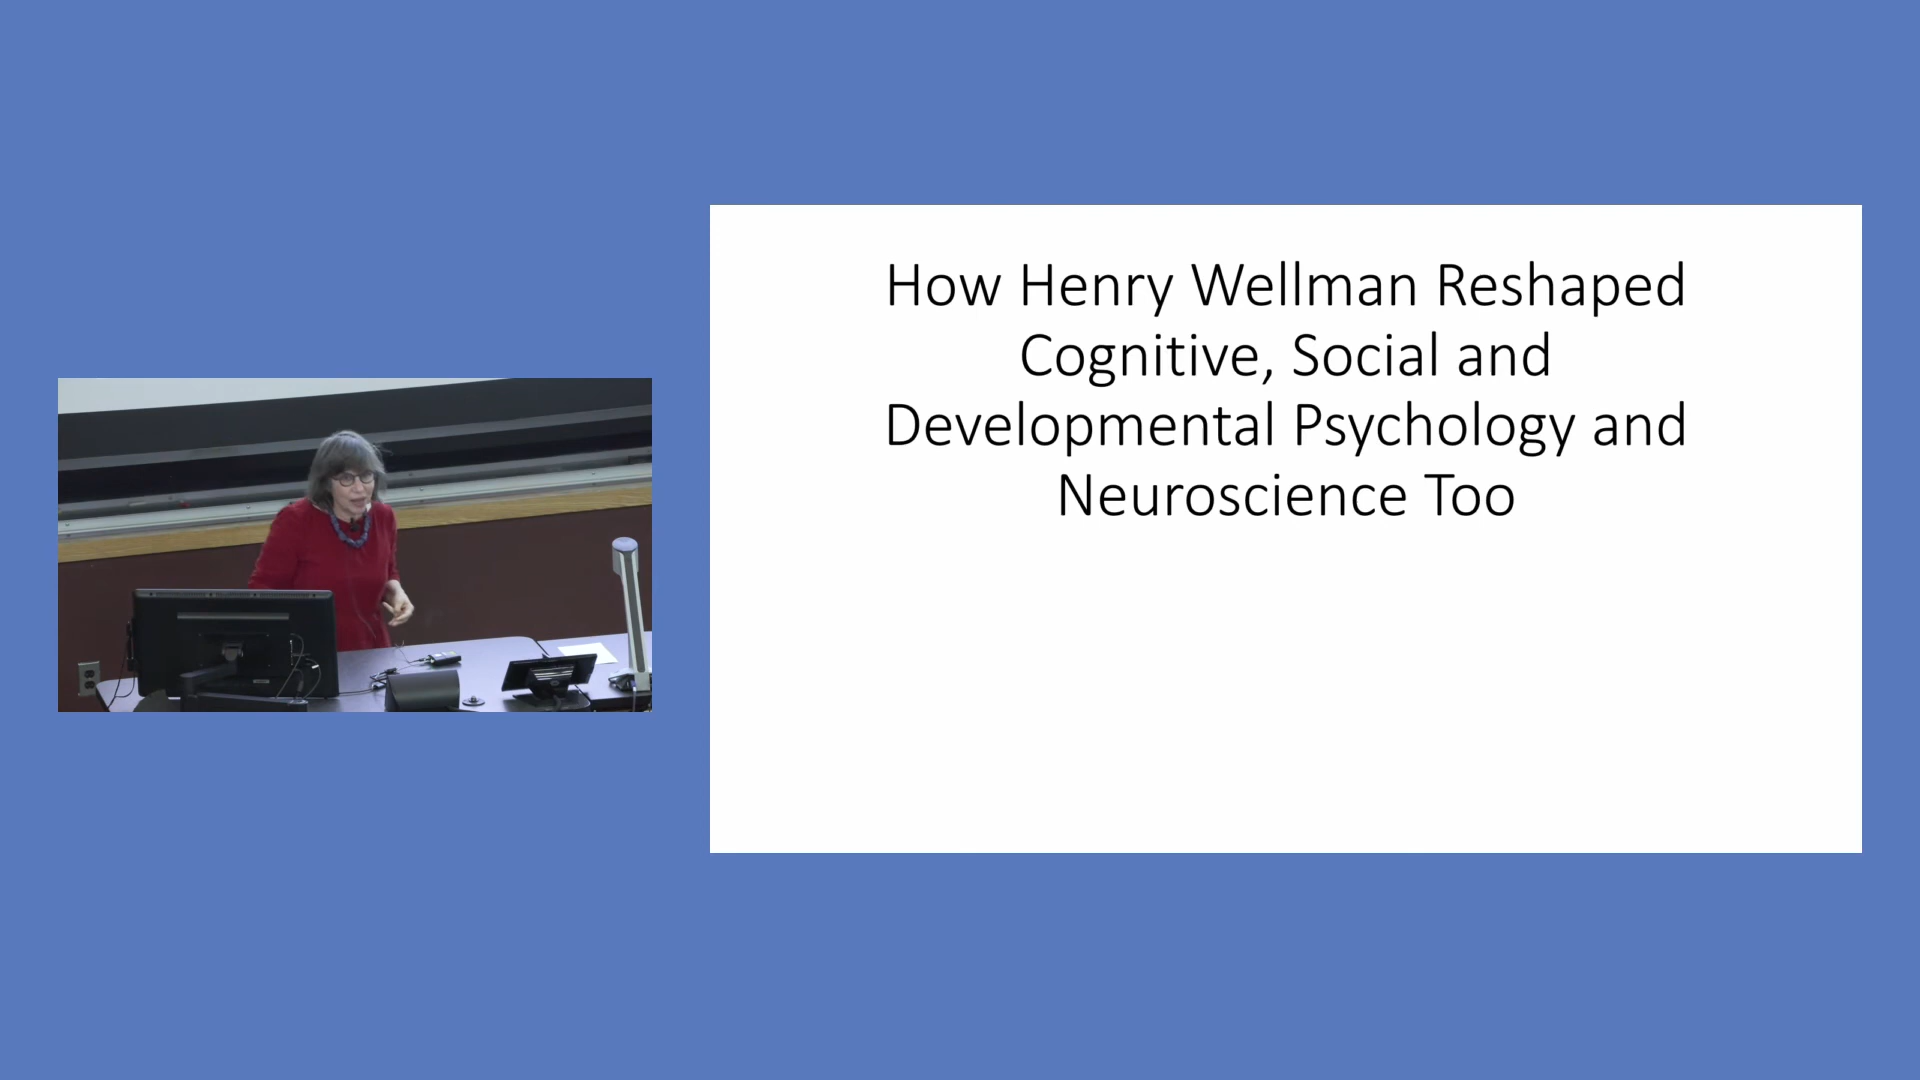 How Henry Wellman Reshaped
Cognitive, Social and
Developmental Psychology and
Neuroscience Too